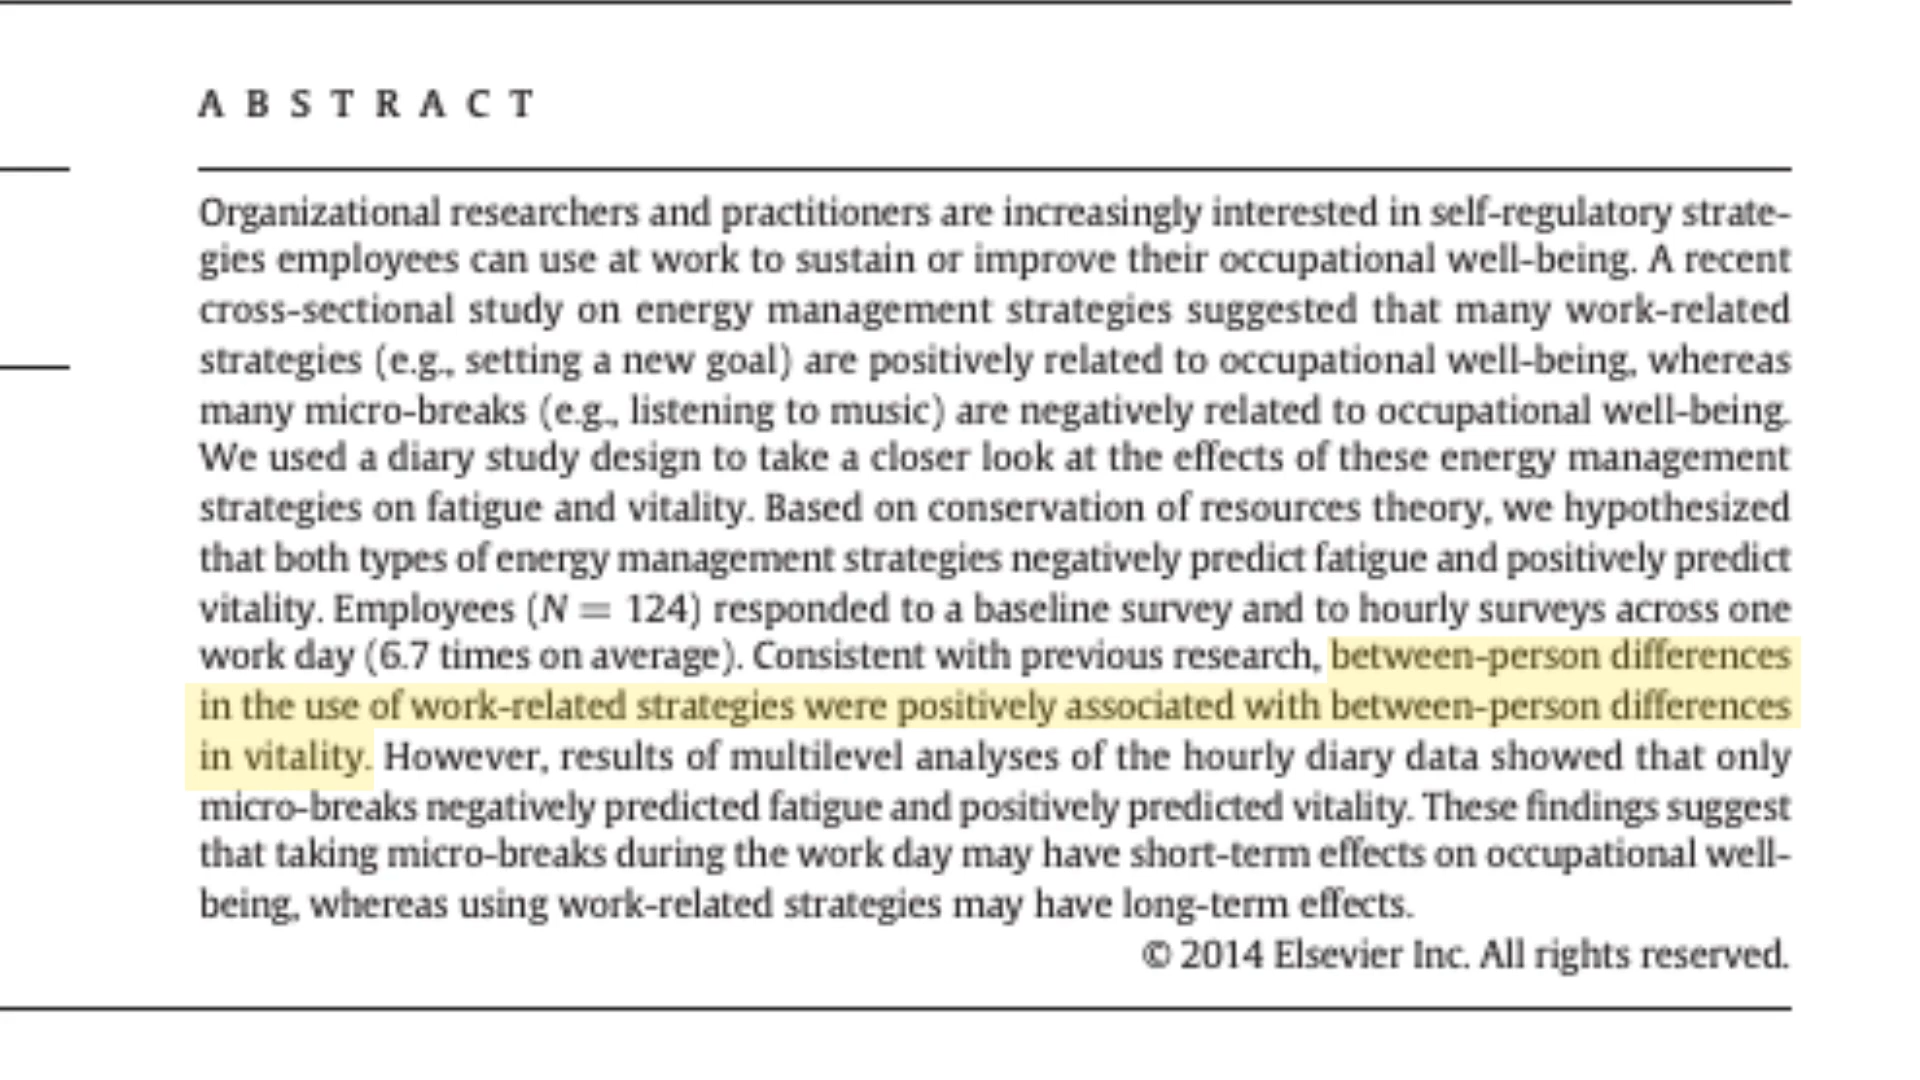 ABSTRACT
Organizational researchers and practitioners are increasingly interested in self-regulatory strate-
gies employees can use at work to sustain or improve their occupational well-being. A recent
cross-sectional study on energy management strategies suggested that many work-related
strategies (e.g., setting a new goal) are positively related to occupational well-being, whereas
many micro-breaks (e.g., listening to music) are negatively related to occupational well-being.
We used a diary study design to take a closer look at the effects of these energy management
strategies on fatigue and vitality. Based on conservation of resources theory, we hypothesized
that both types of energy management strategies negatively predict fatigue and positively predict
vitality. Employees (N = 124) responded to a baseline survey and to hourly surveys across one
work day (6.7 times on average). Consistent with previous research, between-person differences
in the use of work-related strategies were positively associated with between-person differences
in vitality. However, results of multilevel analyses of the hourly diary data showed that only
micro-breaks negatively predicted fatigue and positively predicted vitality. These findings suggest
that taking micro-breaks during the work day may have short-term effects on occupational well-
being, whereas using work-related strategies may have long-term effects.
© 2014 Elsevier Inc. All rights reserved.